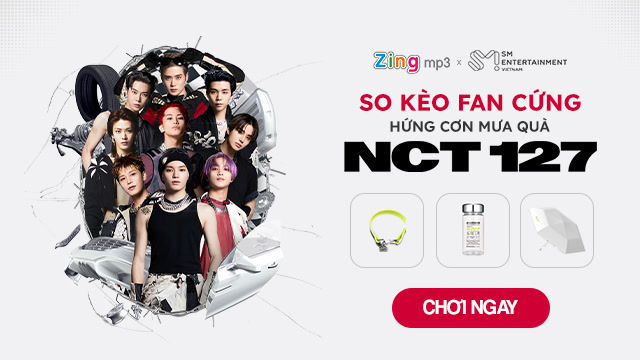 Zing mp3 x SM ENTERTAINMENT VIETNAM
SO KÈO FAN CỨNG
HỨNG CƠN MƯA QUÀ
NCT 127
CHƠI NGAY